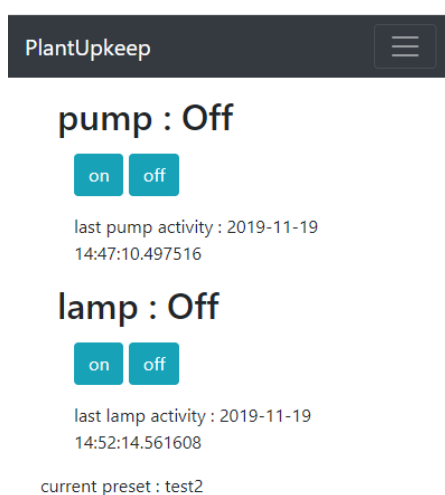 PlantUpkeep
pump : Off
on off
last pump activity : 2019-11-19
14:47:10.497516
lamp : Off
on off
last lamp activity : 2019-11-19
14:52:14.561608
current preset : test2